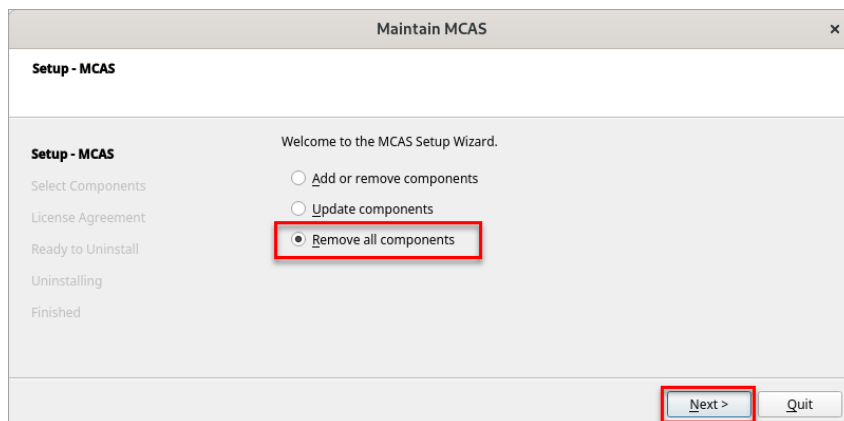 Maintain MCAS
×
Setup - MCAS
Setup - MCAS
Select Components
License Agreement
Ready to Uninstall
Uninstalling
Finished
Welcome to the MCAS Setup Wizard.
Add or remove components
Update components
Remove all components
Next >
Quit